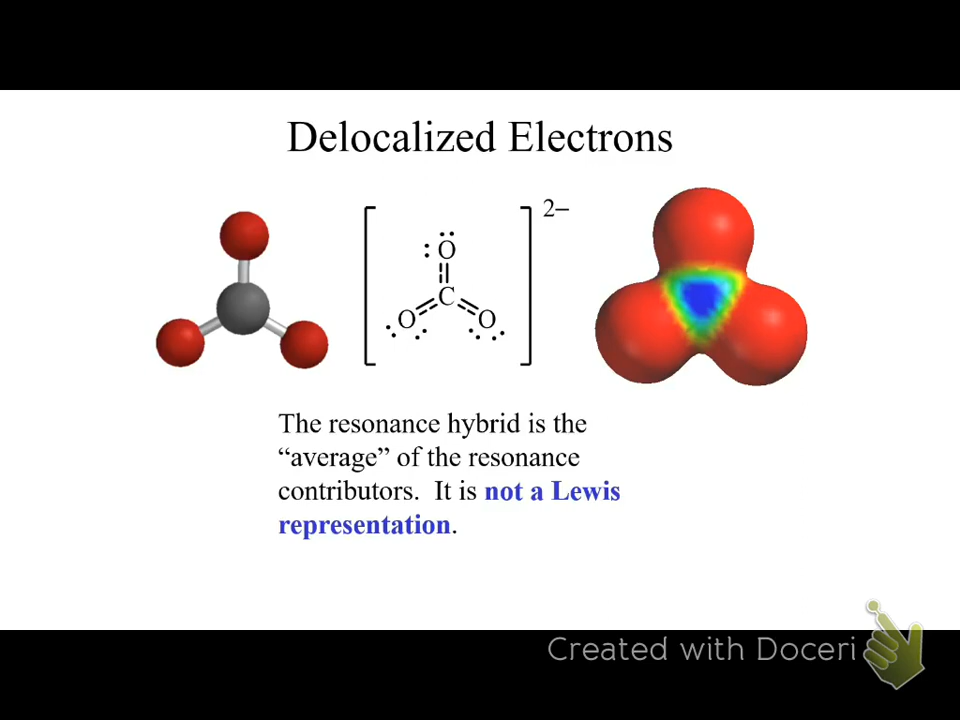 Delocalized Electrons
2−
O
C
O O
The resonance hybrid is the
“average” of the resonance
contributors. It is not a Lewis
representation.
Created with Doceri